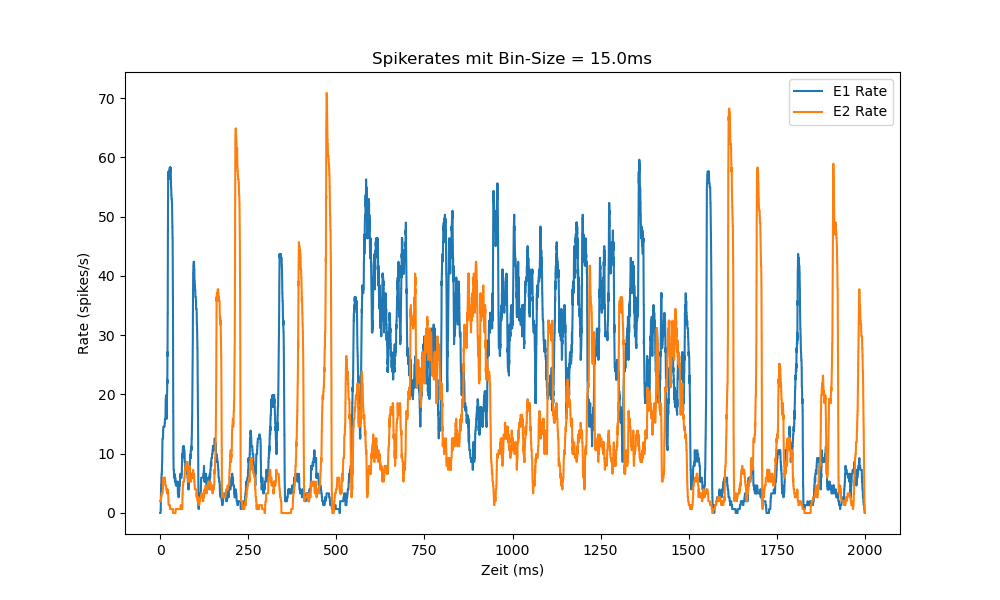 Spikerates mit Bin-Size = 15.0ms
E1 Rate
E2 Rate
Rate (spikes/s)
70
60
50
40
30
20
10
0
0 250 500 750 1000 1250 1500 1750 2000
Zeit (ms)